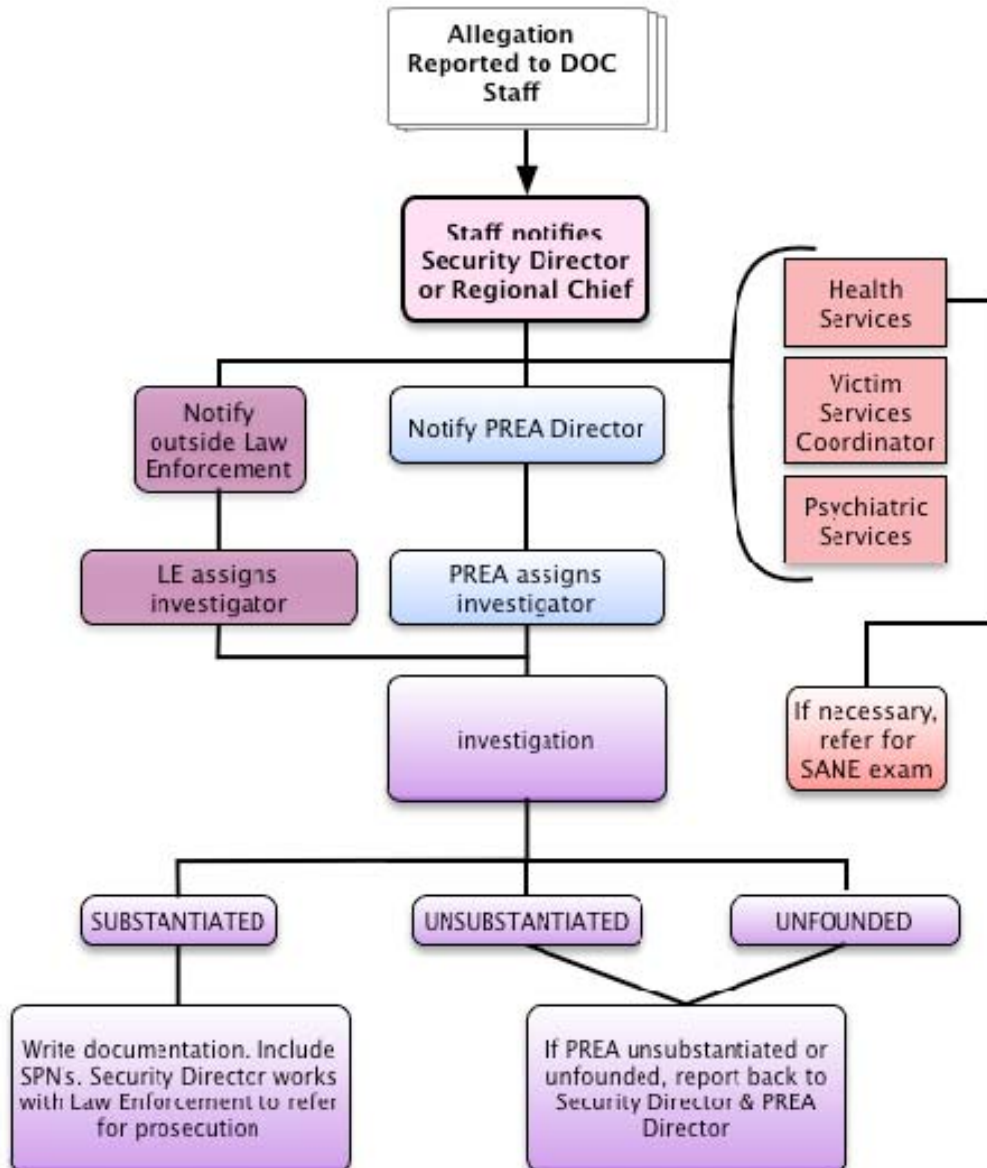 Allegation
Reported to DOC
Staff
Staff notifies
Security Director
or Regional Chief
Health
Services
Victim
Services
Coordinator
Psychiatric
Services
Notify
outside Law
Enforcement
Notify PREA Director
LE assigns
investigator
PREA assigns
investigator
If necessary,
refer for
SANE exam
investigation
SUBSTANTIATED
UNSUBSTANTIATED
UNFOUNDED
Write documentation. Include
SPN's. Security Director works
with Law Enforcement to refer
for prosecution
If PREA unsubstantiated or
unfounded, report back to
Security Director & PREA
Director